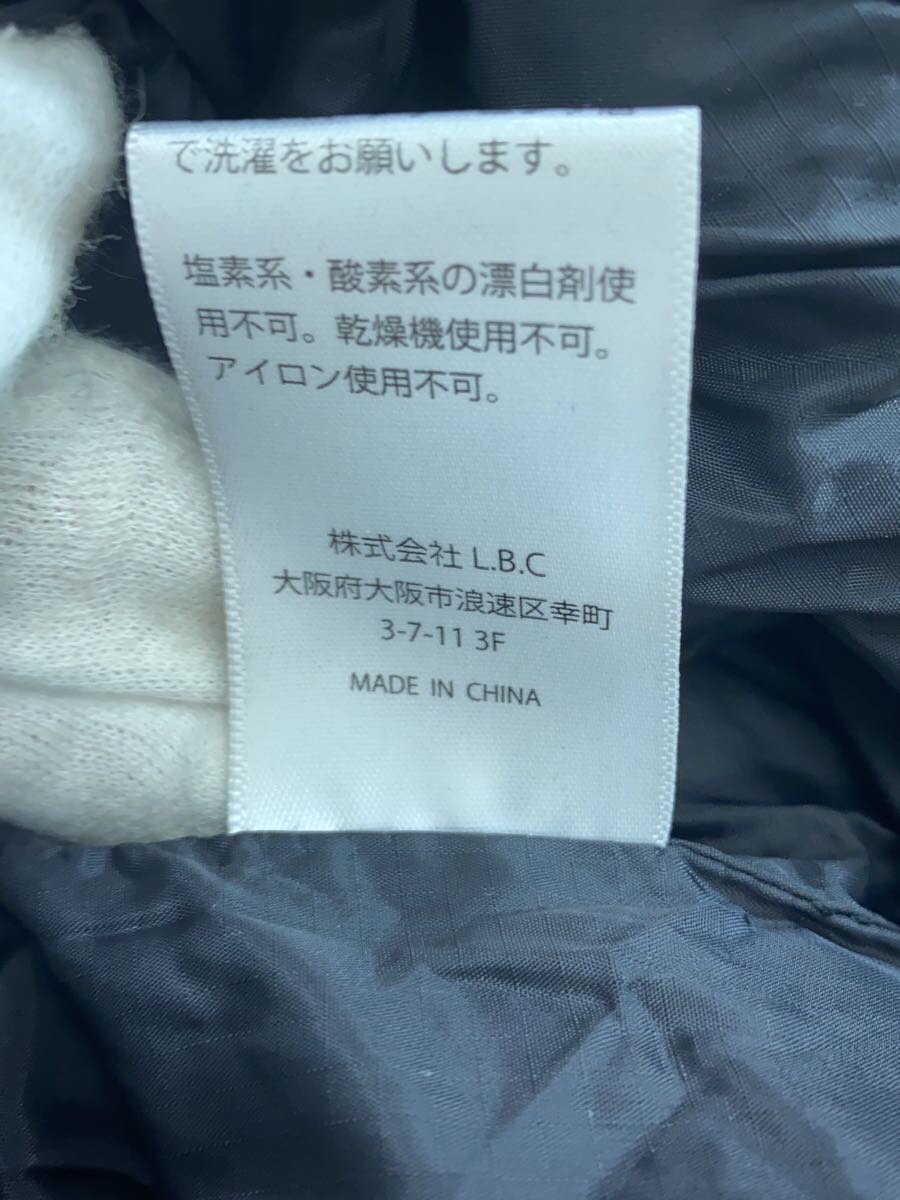 で洗濯をお願いします。
塩素系・酸素系の漂白剤使
用不可。乾燥機使用不可。
アイロン使用不可。
株式会社 L.B.C
大阪府大阪市浪速区幸町
3-7-11 3F
MADE IN CHINA